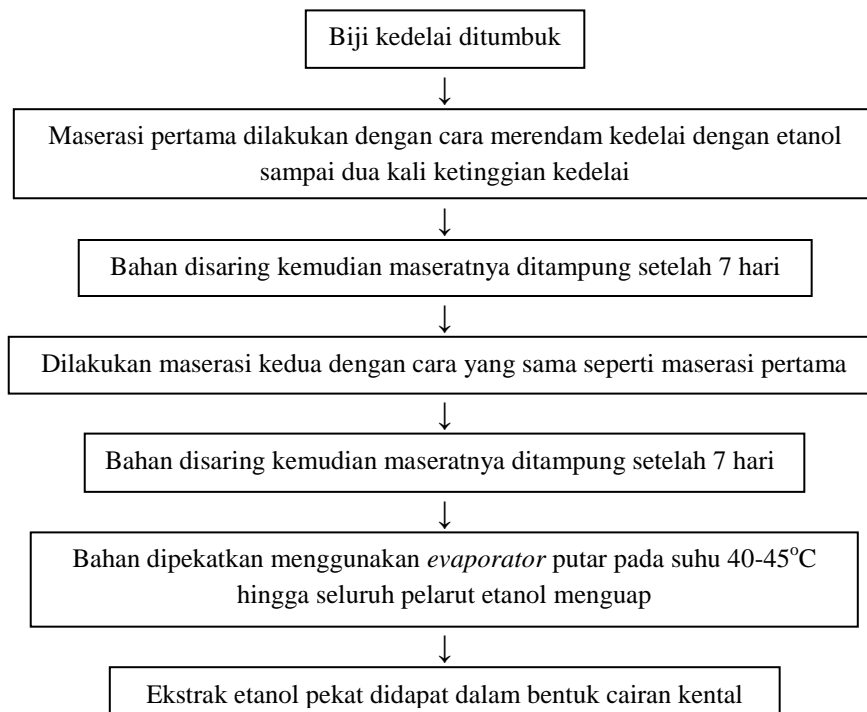 Biji kedelai ditumbuk
↓
Maserasi pertama dilakukan dengan cara merendam kedelai dengan etanol
sampai dua kali ketinggian kedelai
↓
Bahan disaring kemudian maseratnya ditampung setelah 7 hari
↓
Dilakukan maserasi kedua dengan cara yang sama seperti maserasi pertama
↓
Bahan disaring kemudian maseratnya ditampung setelah 7 hari
↓
Bahan dipekatkan menggunakan evaporator putar pada suhu 40-45°C
hingga seluruh pelarut etanol menguap
↓
Ekstrak etanol pekat didapat dalam bentuk cairan kental